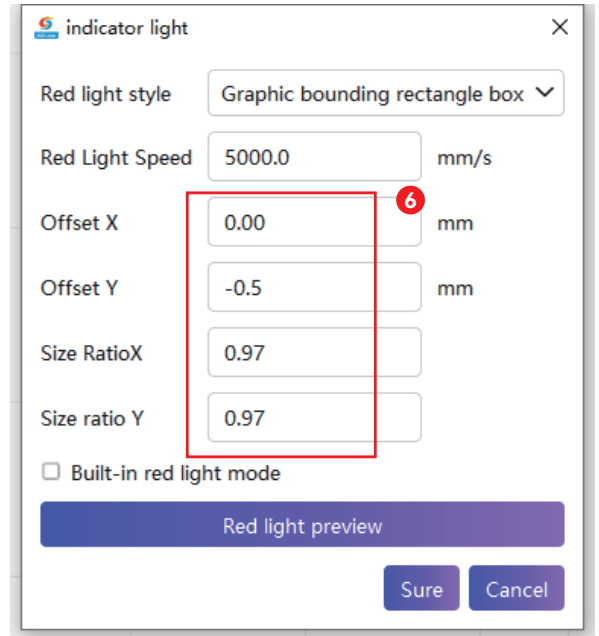 indicator light
Red light style Graphic bounding rectangle box
Red Light Speed 5000.0 mm/s
6
Offset X 0.00 mm
Offset Y -0.5 mm
Size RatioX 0.97
Size ratio Y 0.97
Built-in red light mode
Red light preview
Sure Cancel